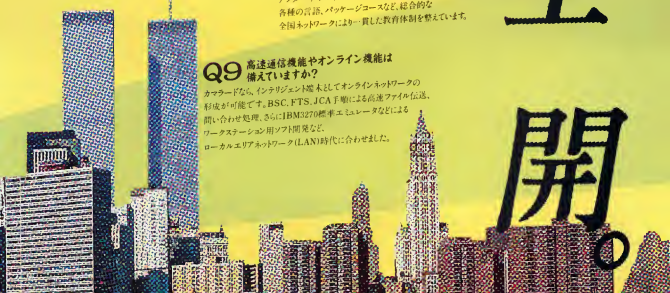 各種の言語、パッケージコースなど、総合的な
全国ネットワークにより一貫した教育体制を整えています。
Q9 高速通信機能やオンライン機能は
備えていますか?
カマラードなら、インテリジェント端末としてオンラインネットワークの
形成が可能です。BSC、FTS、JCA手順による高速ファイル伝送、
問い合わせ処理、さらにIBM3270標準エミュレータなどによる
ワークステーション用ソフト開発など、
ローカルエリアネットワーク(LAN)時代に合わせました。
開。